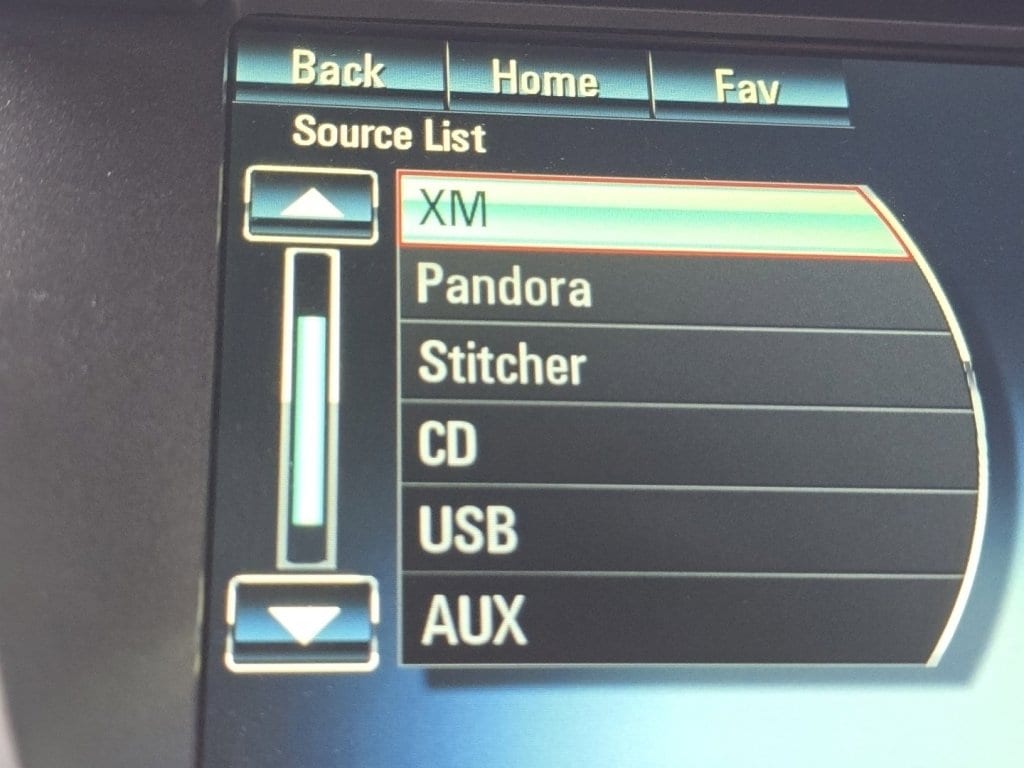 Back Home Fav
Source List
XM
Pandora
Stitcher
CD
USB
AUX